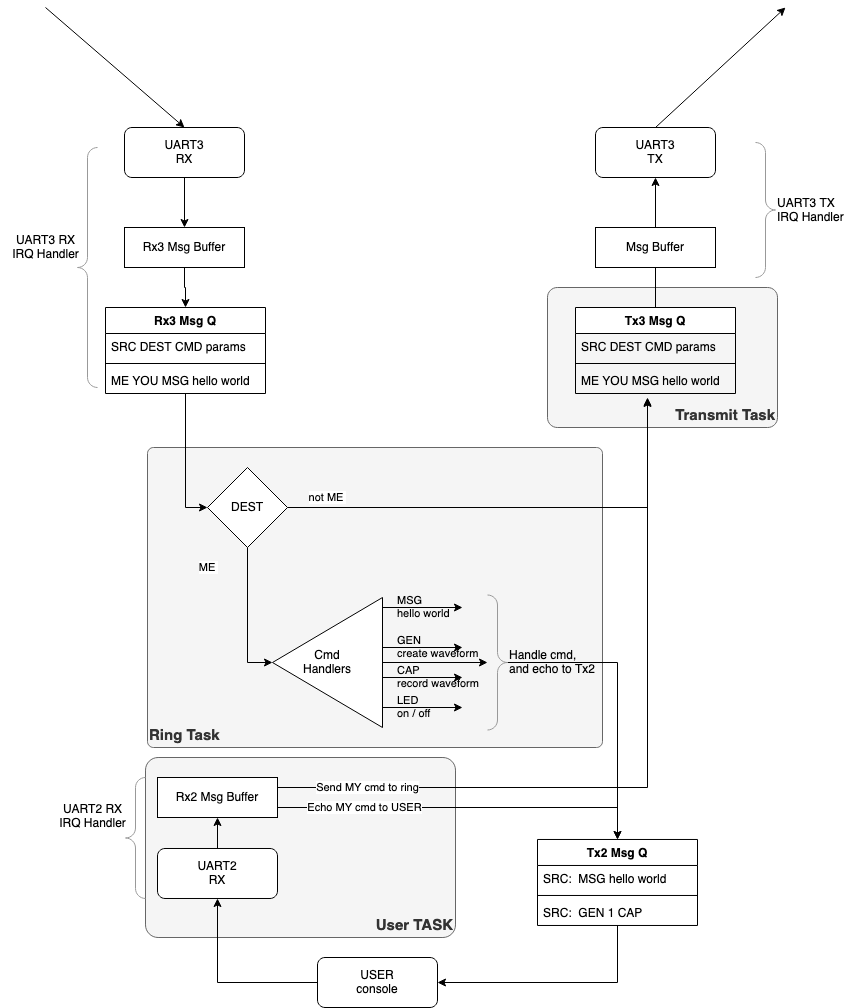 UART3
RX
UART3
TX
UART3 RX
IRQ Handler
UART3 TX
IRQ Handler
Rx3 Msg Buffer
Msg Buffer
Rx3 Msg Q
SRC DEST CMD params
ME YOU MSG hello world
Tx3 Msg Q
SRC DEST CMD params
ME YOU MSG hello world
Transmit Task
DEST
not ME
ME
Cmd
Handlers
MSG
hello world
GEN
create waveform
CAP
record waveform
LED
on / off
Handle cmd,
and echo to Tx2
Ring Task
Rx2 Msg Buffer
Send MY cmd to ring
Echo MY cmd to USER
UART2 RX
IRQ Handler
UART2
RX
User TASK
Tx2 Msg Q
SRC: MSG hello world
SRC: GEN 1 CAP
USER
console